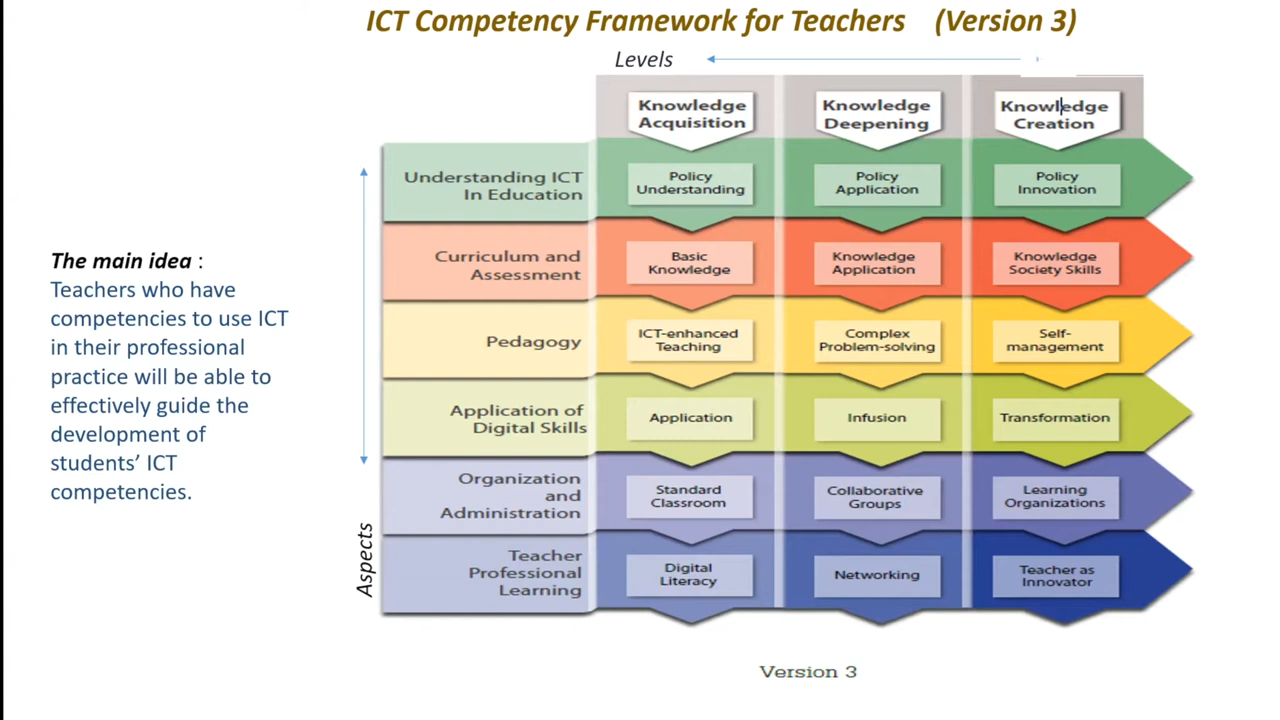 ICT Competency Framework for Teachers (Version 3)
Levels
Knowledge
Acquisition
Knowledge
Deepening
Knowledge
Creation
Understanding ICT
In Education
Policy
Understanding
Policy
Application
Policy
Innovation
Curriculum and
Assessment
Basic
Knowledge
Knowledge
Application
Knowledge
Society Skills
Pedagogy
ICT-enhanced
Teaching
Complex
Problem-solving
Self-
management
Application of
Digital Skills
Application
Infusion
Transformation
Organization
and
Administration
Standard
Classroom
Collaborative
Groups
Learning
Organizations
Teacher
Professional
Learning
Digital
Literacy
Networking
Teacher as
Innovator
Aspects
The main idea :
Teachers who have
competencies to use ICT
in their professional
practice will be able to
effectively guide the
development of
students’ ICT
competencies.
Version 3